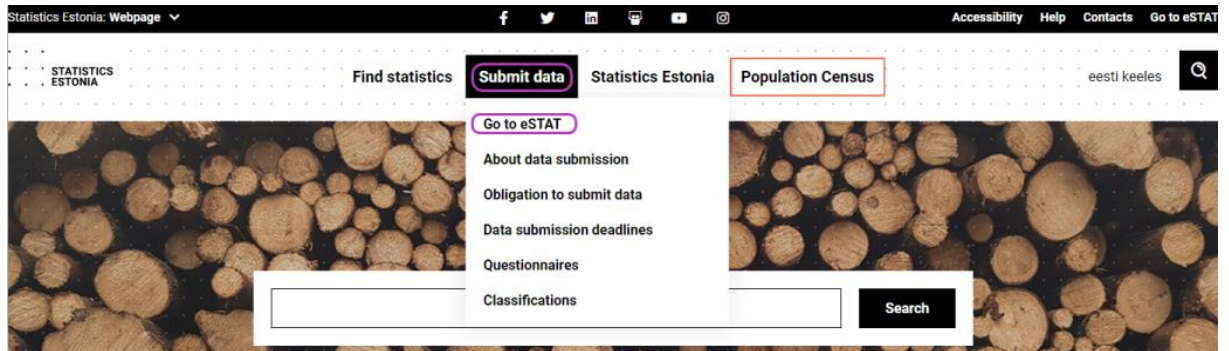 Statistics Estonia: Webpage
Accessibility Help Contacts Go to eSTAT
STATISTICS
ESTONIA
Find statistics Submit data Statistics Estonia Population Census
eesti keeles
Go to eSTAT
About data submission
Obligation to submit data
Data submission deadlines
Questionnaires
Classifications
Search